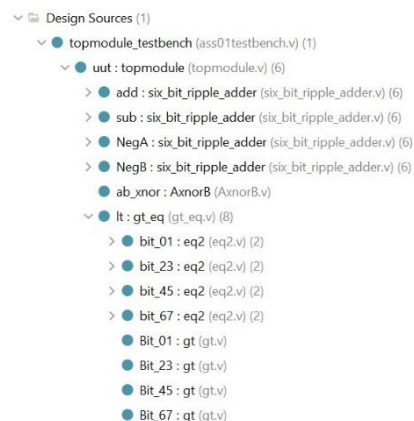 Design Sources (1)
topmodule_testbench (ass01testbench.v) (1)
uut : topmodule (topmodule.v) (6)
add : six_bit_ripple_adder (six_bit_ripple_adder.v) (6)
sub : six_bit_ripple_adder (six_bit_ripple_adder.v) (6)
NegA : six_bit_ripple_adder (six_bit_ripple_adder.v) (6)
NegB : six_bit_ripple_adder (six_bit_ripple_adder.v) (6)
ab_xnor : AxnorB (AxnorB.v)
lt : gt_eq (gt_eq.v) (8)
bit_01 : eq2 (eq2.v) (2)
bit_23 : eq2 (eq2.v) (2)
bit_45 : eq2 (eq2.v) (2)
bit_67 : eq2 (eq2.v) (2)
Bit_01 : gt (gt.v)
Bit_23 : gt (gt.v)
Bit_45 : gt (gt.v)
Bit_67 : gt (gt.v)